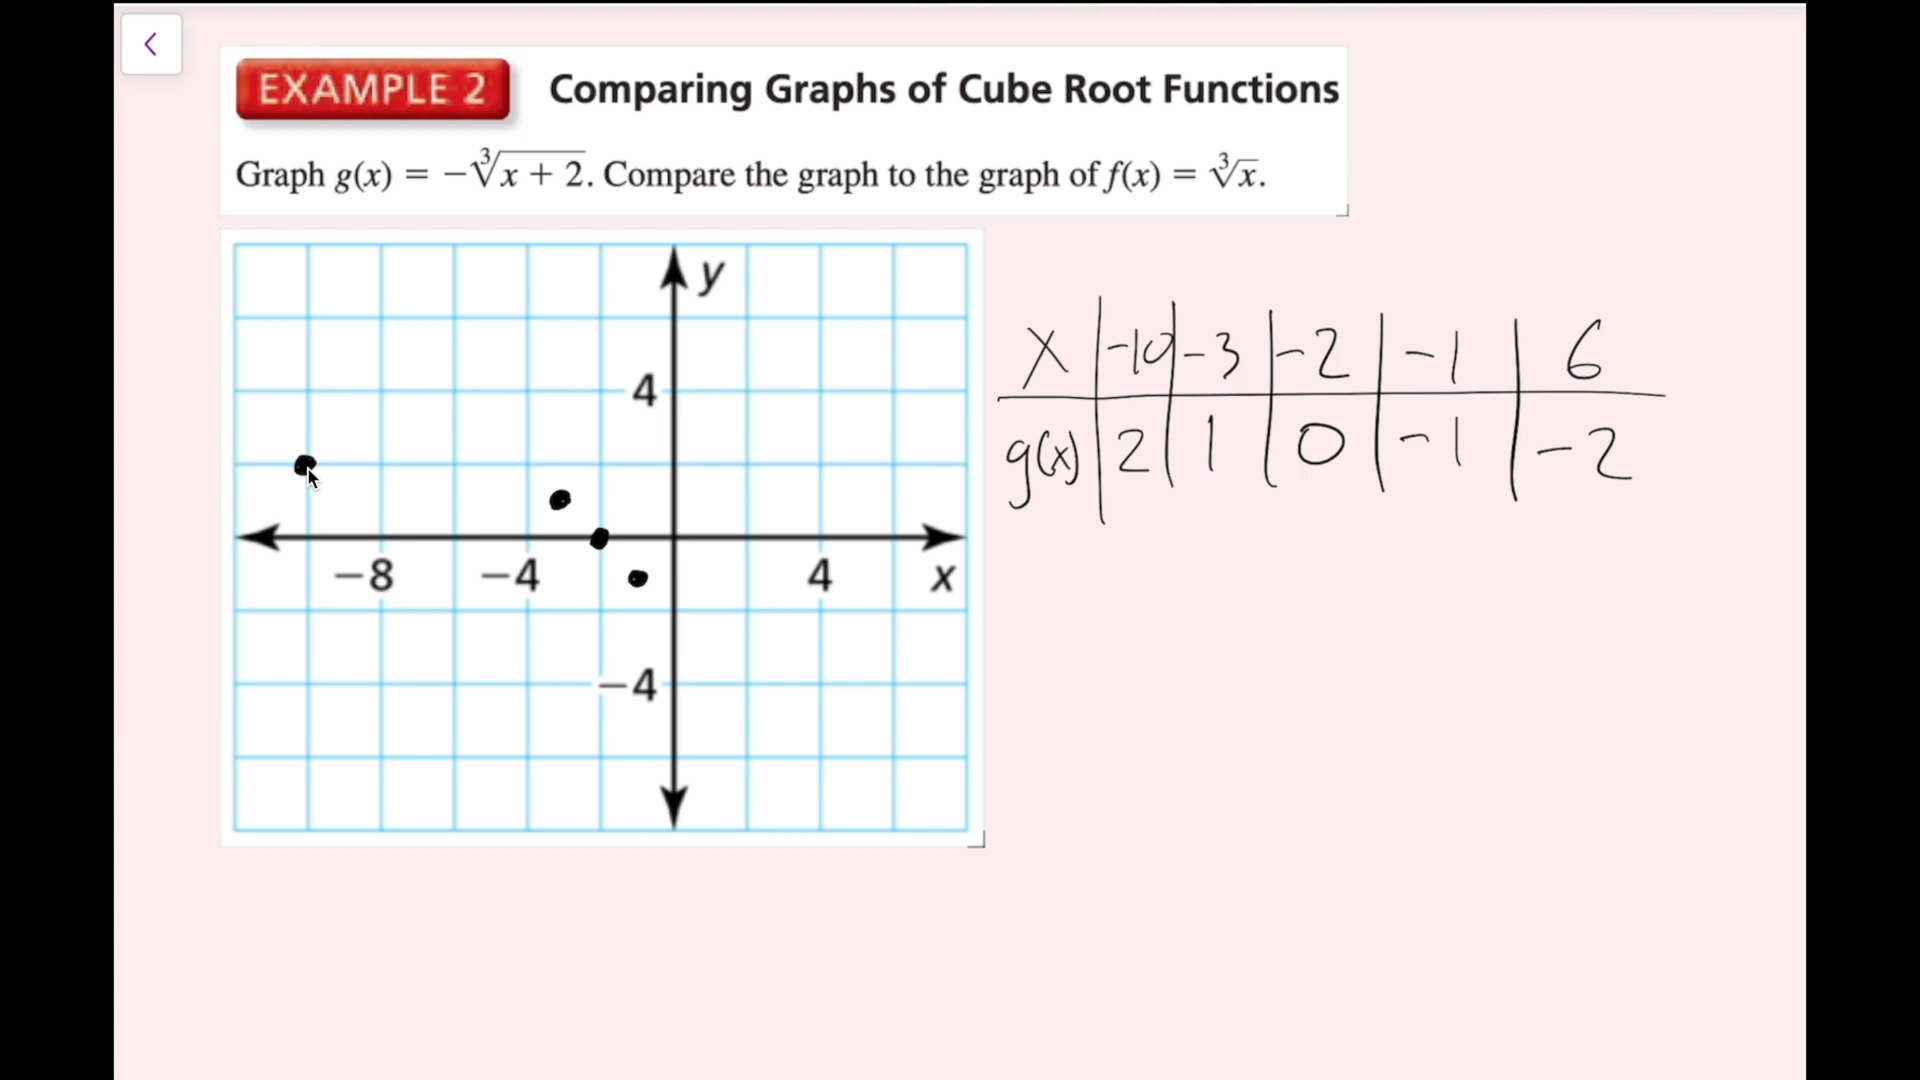 EXAMPLE 2 Comparing Graphs of Cube Root Functions
Graph g(x) = −∛(x + 2). Compare the graph to the graph of f(x) = ∛x.
y
4
−8 −4 4 x
−4
X -10 -3 -2 -1 6
g(x) 2 1 0 -1 -2